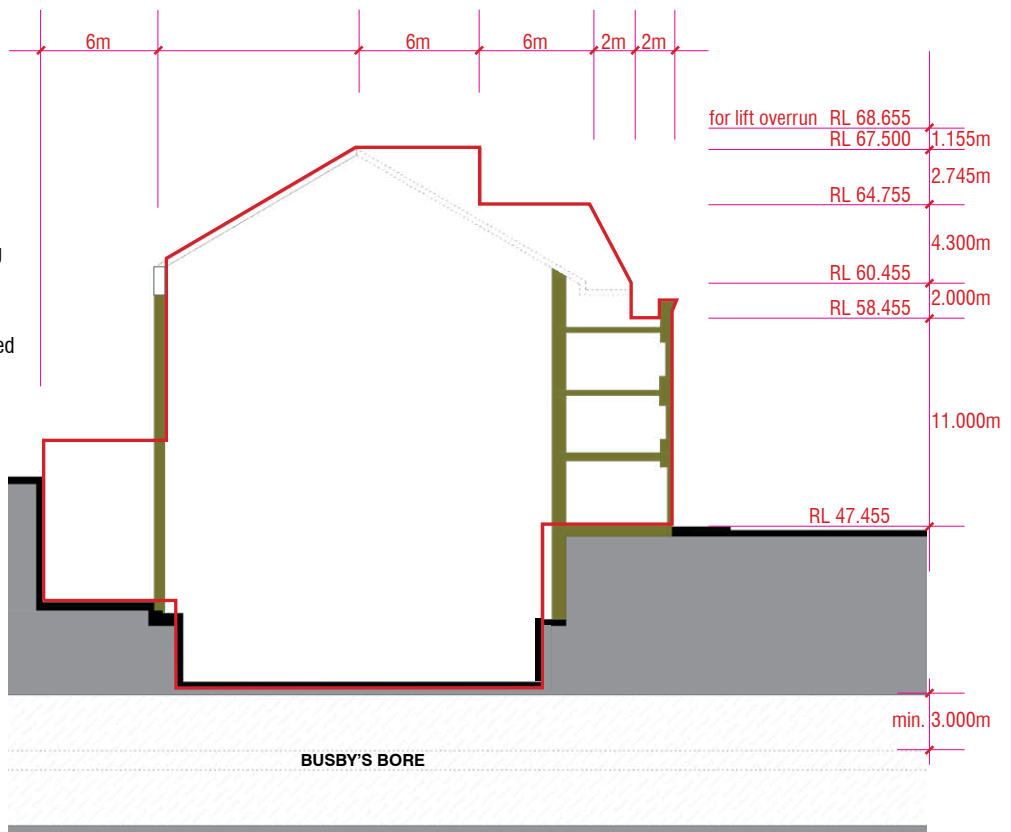 6m 6m 6m 2m 2m
for lift overrun RL 68.655
RL 67.500 1.155m
2.745m
RL 64.755
g 4.300m
RL 60.455
2.000m
RL 58.455
ed
11.000m
RL 47.455
min. 3.000m
BUSBY'S BORE